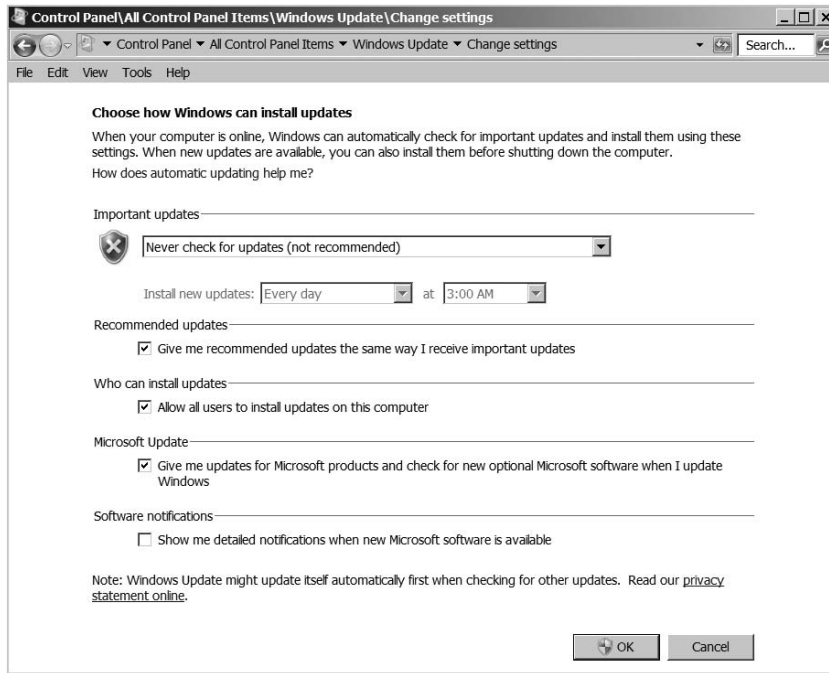 Control Panel\All Control Panel Items\Windows Update\Change settings
Control Panel All Control Panel Items Windows Update Change settings Search...
File Edit View Tools Help
Choose how Windows can install updates
When your computer is online, Windows can automatically check for important updates and install them using these
settings. When new updates are available, you can also install them before shutting down the computer.
How does automatic updating help me?
Important updates
Never check for updates (not recommended)
Install new updates: Every day at 3:00 AM
Recommended updates
Give me recommended updates the same way I receive important updates
Who can install updates
Allow all users to install updates on this computer
Microsoft Update
Give me updates for Microsoft products and check for new optional Microsoft software when I update
Windows
Software notifications
Show me detailed notifications when new Microsoft software is available
Note: Windows Update might update itself automatically first when checking for other updates. Read our privacy
statement online.
OK Cancel